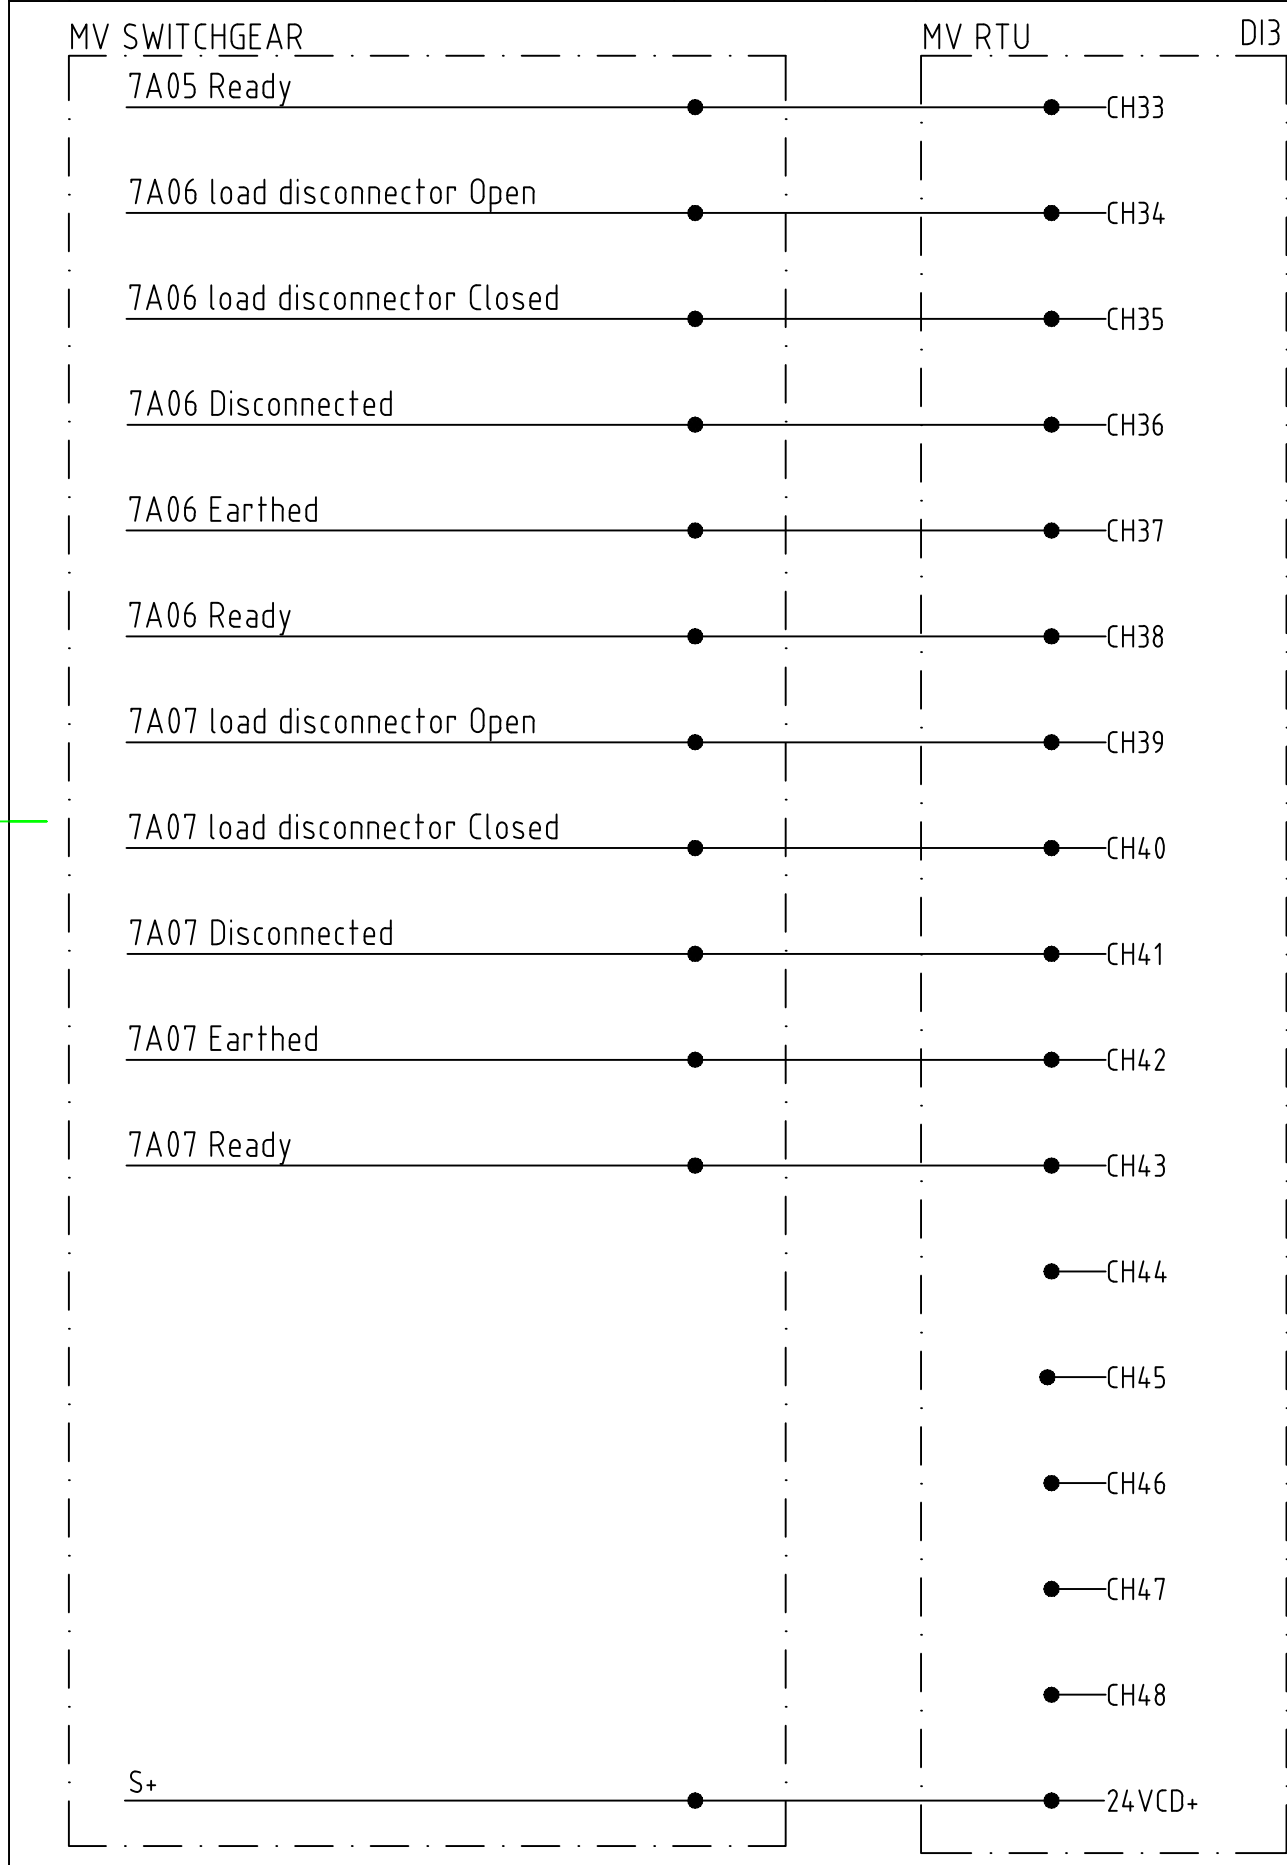 MV SWITCHGEAR MV RTU DI3
7A05 Ready CH33
7A06 load disconnector Open CH34
7A06 load disconnector Closed CH35
7A06 Disconnected CH36
7A06 Earthed CH37
7A06 Ready CH38
7A07 load disconnector Open CH39
7A07 load disconnector Closed CH40
7A07 Disconnected CH41
7A07 Earthed CH42
7A07 Ready CH43
CH44
CH45
CH46
CH47
CH48
S+ 24VCD+